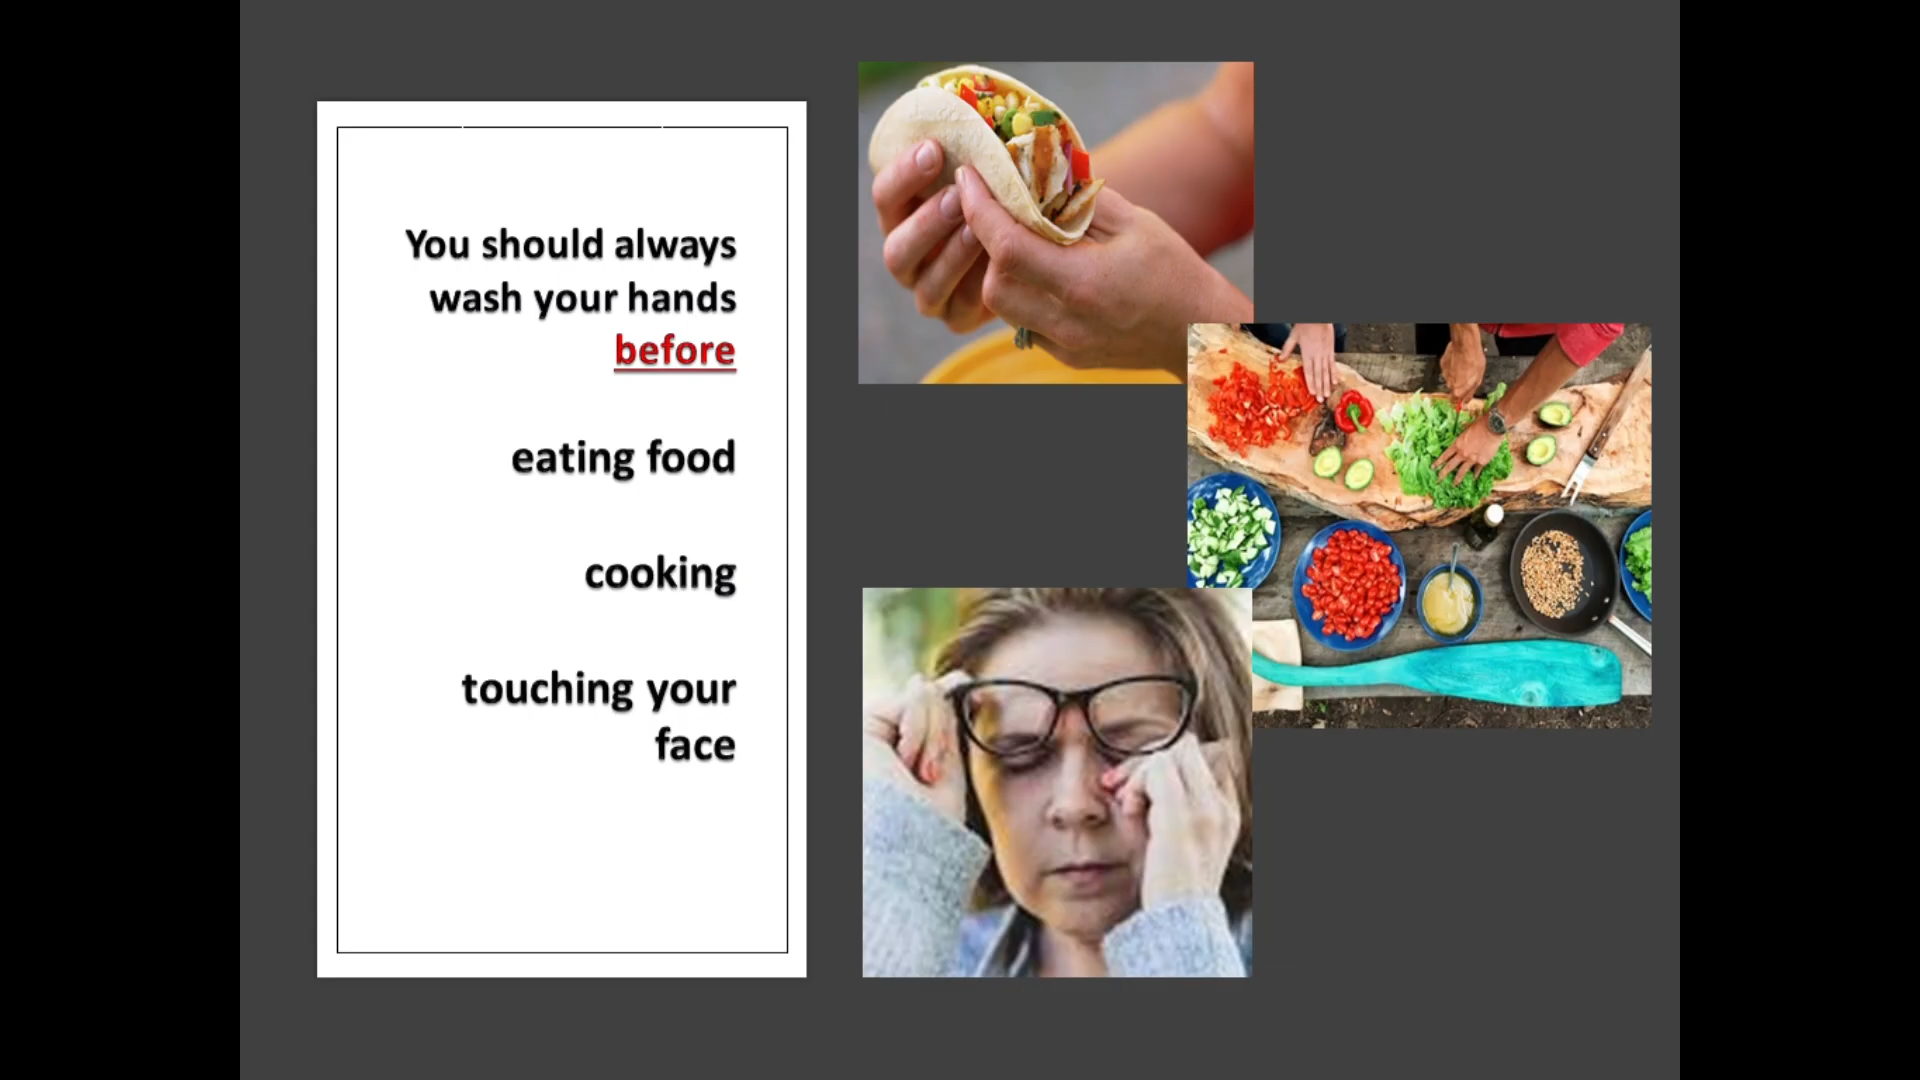 You should always
wash your hands
before
eating food
cooking
touching your
face